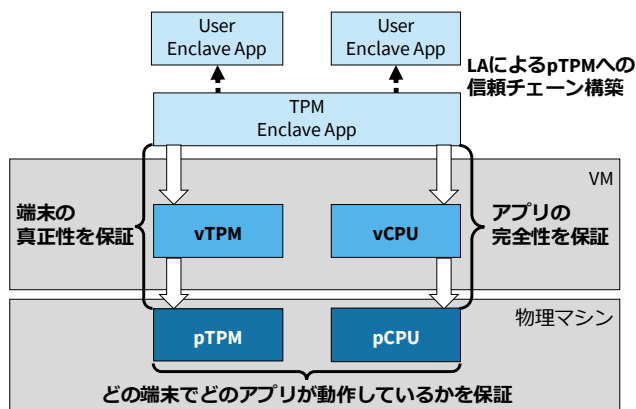 User
Enclave App
User
Enclave App
LAによるpTPMへの
信頼チェーン構築
TPM
Enclave App
VM
端末の
真正性を保証
vTPM
vCPU
アプリの
完全性を保証
物理マシン
pTPM
pCPU
どの端末でどのアプリが動作しているかを保証